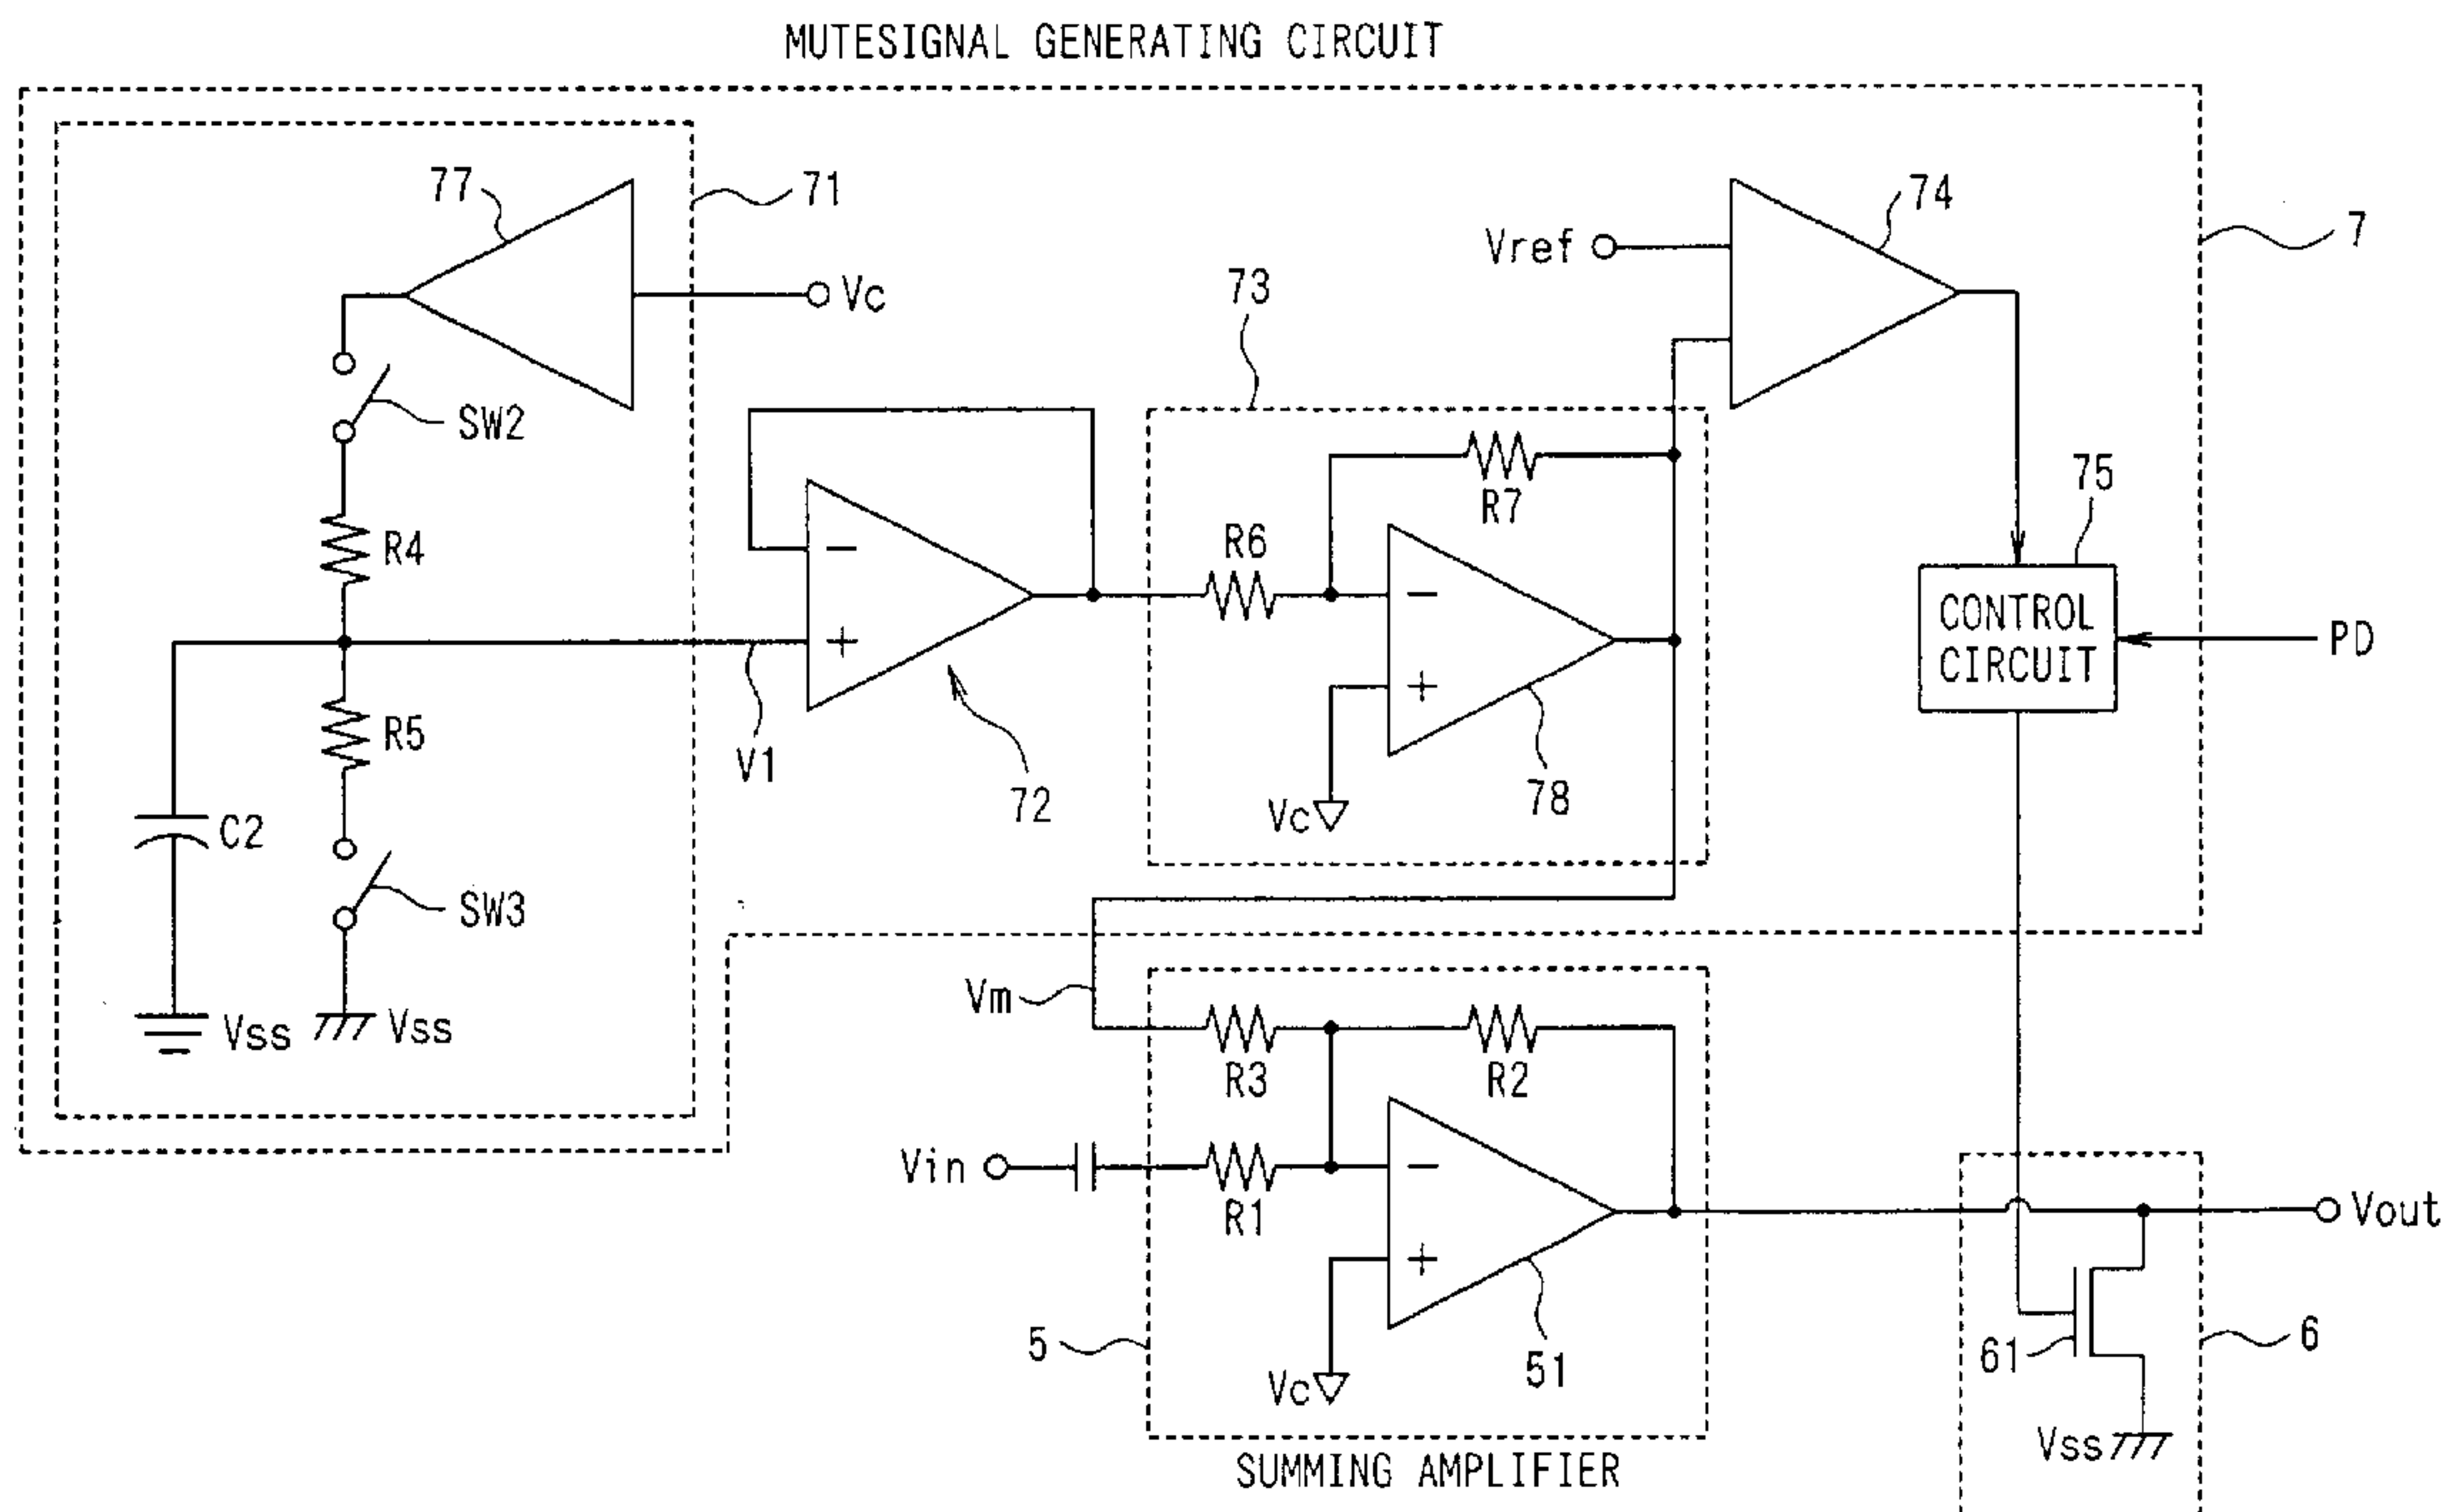 MUTESIGNAL GENERATING CIRCUIT
77
71
74
7
Vref
Vc
73
SW2
75
R7
R6
R4
CONTROL
CIRCUIT
PD
R5
V1
72
Vc
78
C2
SW3
Vm
Vss
Vss
R3
R2
Vin
R1
Vout
5
51
61
6
Vc
Vss
SUMMING AMPLIFIER